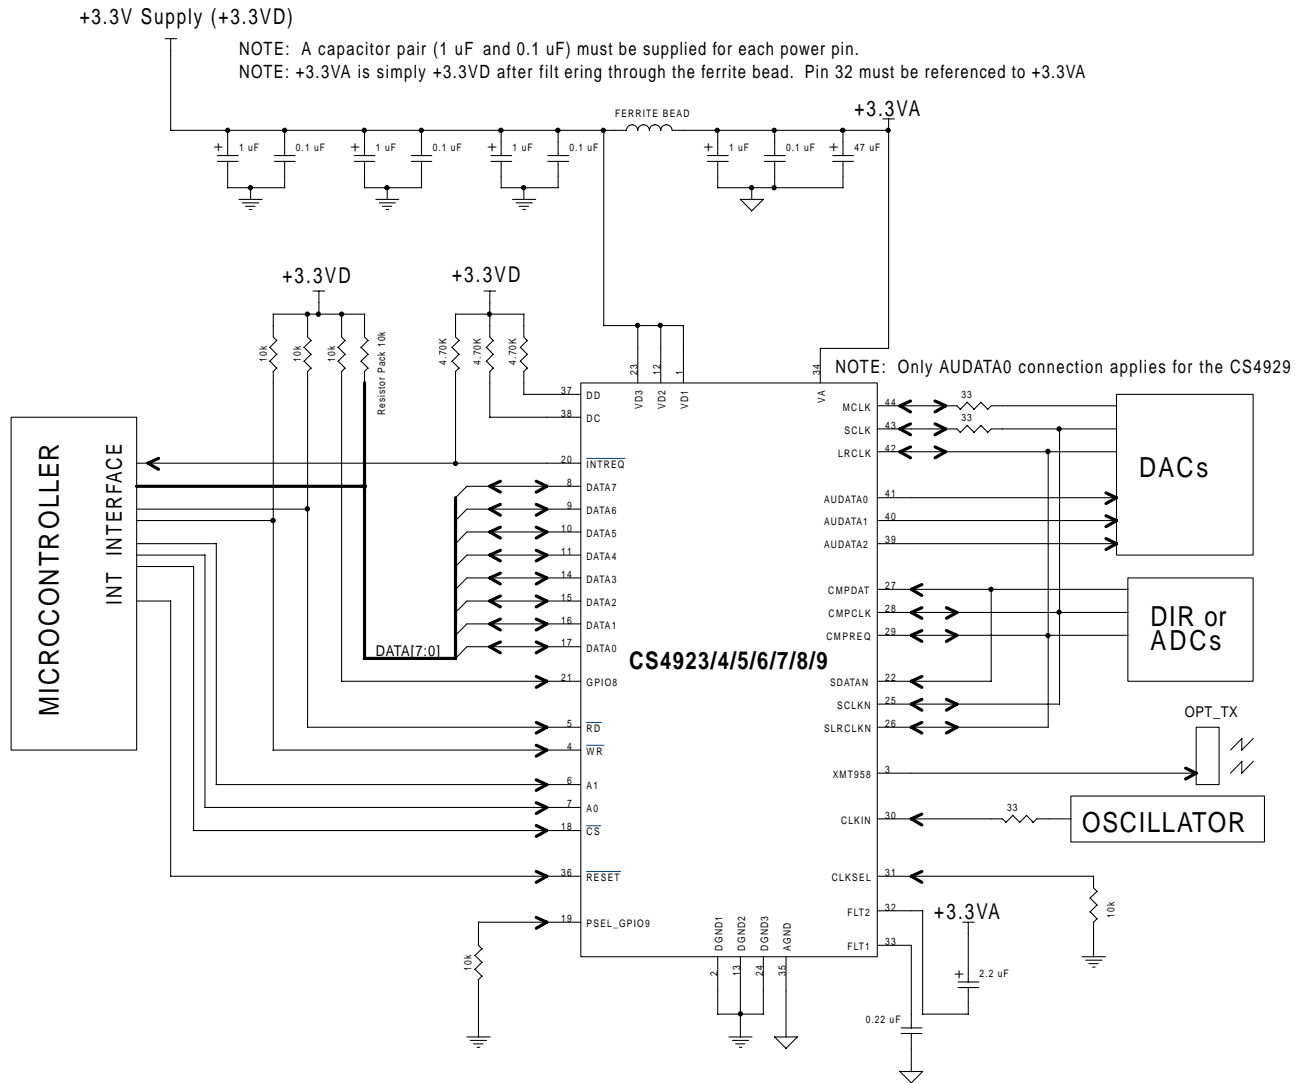 +3.3V Supply (+3.3VD)
NOTE: A capacitor pair (1 uF and 0.1 uF) must be supplied for each power pin.
NOTE: +3.3VA is simply +3.3VD after filt ering through the ferrite bead. Pin 32 must be referenced to +3.3VA
FERRITE BEAD
+3.3VA
+ 1 uF
0.1 uF
+ 1 uF
0.1 uF
+ 1 uF
0.1 uF
+ 1 uF
0.1 uF
+ 47 uF
+3.3VD
+3.3VD
10k
10k
10k
Resistor Pack 10k
4.70K
4.70K
4.70K
23
12
1
34
VD3
VD2
VD1
VA
NOTE: Only AUDATA0 connection applies for the CS4929
MICROCONTROLLER
INT INTERFACE
37 DD
38 DC
20 INTREQ
8 DATA7
9 DATA6
10 DATA5
11 DATA4
14 DATA3
15 DATA2
16 DATA1
17 DATA0
DATA[7:0]
21 GPIO8
5 RD
4 WR
6 A1
7 A0
18 CS
36 RESET
19 PSEL_GPIO9
10k
CS4923/4/5/6/7/8/9
MCLK 44
33
SCLK 43
33
LRCLK 42
DACs
AUDATA0 41
AUDATA1 40
AUDATA2 39
CMPDAT 27
CMPCLK 28
CMPREQ 29
DIR or
ADCs
SDATAN 22
SCLKN 25
SLRCLKN 26
OPT_TX
XMT958 3
CLKIN 30
33
OSCILLATOR
CLKSEL 31
10k
FLT2 32
+3.3VA
FLT1 33
+ 2.2 uF
0.22 uF
DGND1
DGND2
DGND3
AGND
2
13
24
35